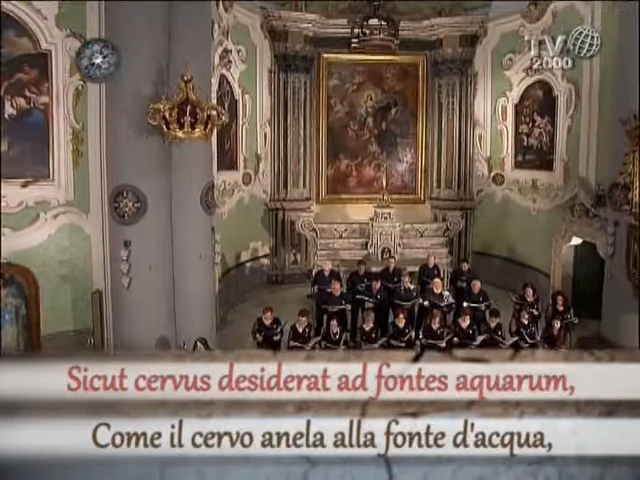 TV
2000
Sicut cervus desiderat ad fontes aquarum,
Come il cervo anela alla fonte d'acqua,